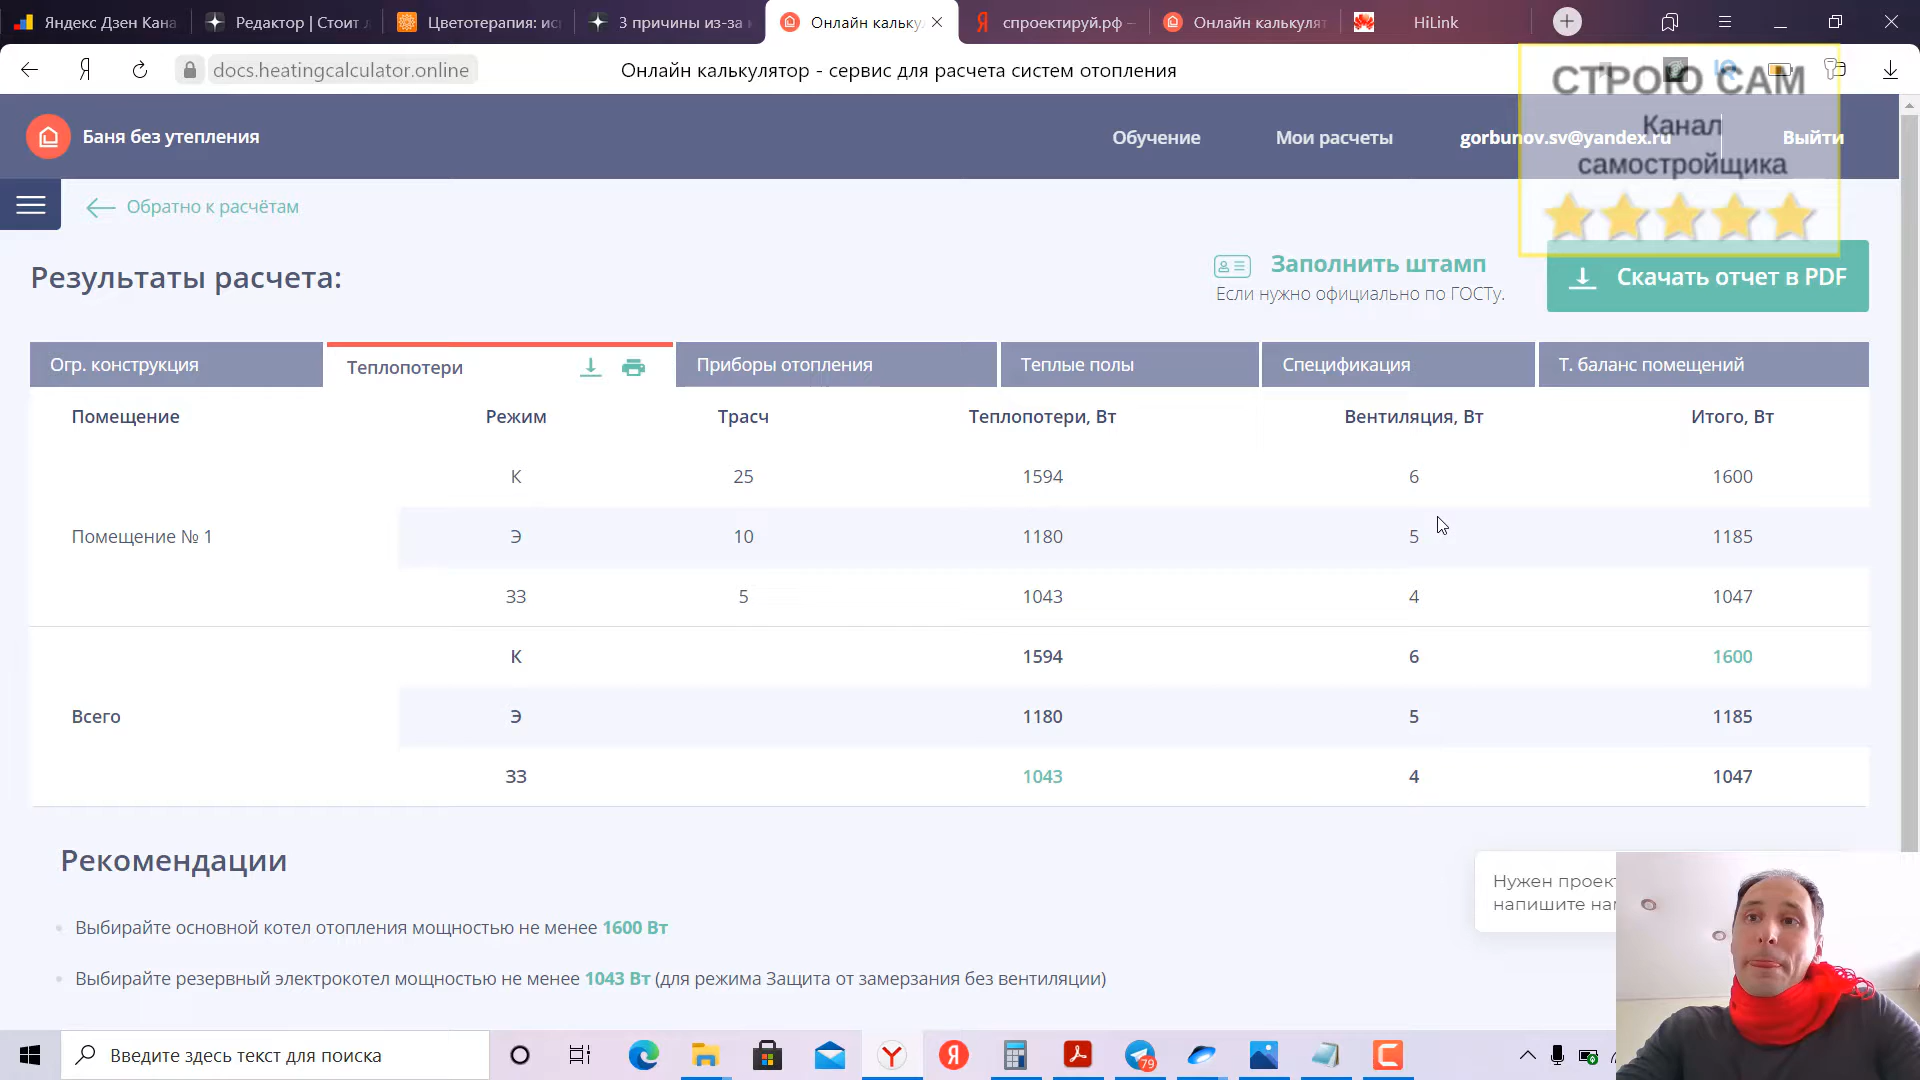 Яндекс Дзен Кана
Редактор | Стоит л
Цветотерапия: ис
3 причины из-за
Онлайн кальку
спроектируй.рф –
Онлайн калькулят
HiLink
docs.heatingcalculator.online
Онлайн калькулятор - сервис для расчета систем отопления
СТРОЮ САМ
Канал
самостройщика
Баня без утепления
Обучение
Мои расчеты
gorbunov.sv@yandex.ru
Выйти
Обратно к расчётам
Результаты расчета:
Заполнить штамп
Если нужно официально по ГОСТу.
Скачать отчет в PDF
Огр. конструкция
Теплопотери
Приборы отопления
Теплые полы
Спецификация
Т. баланс помещений
Помещение Режим Трасч Теплопотери, Вт Вентиляция, Вт Итого, Вт
К 25 1594 6 1600
Помещение № 1 Э 10 1180 5 1185
ЗЗ 5 1043 4 1047
К 1594 6 1600
Всего Э 1180 5 1185
ЗЗ 1043 4 1047
Рекомендации
Выбирайте основной котел отопления мощностью не менее 1600 Вт
Выбирайте резервный электрокотел мощностью не менее 1043 Вт (для режима Защита от замерзания без вентиляции)
Нужен проек
напишите на
Введите здесь текст для поиска
79